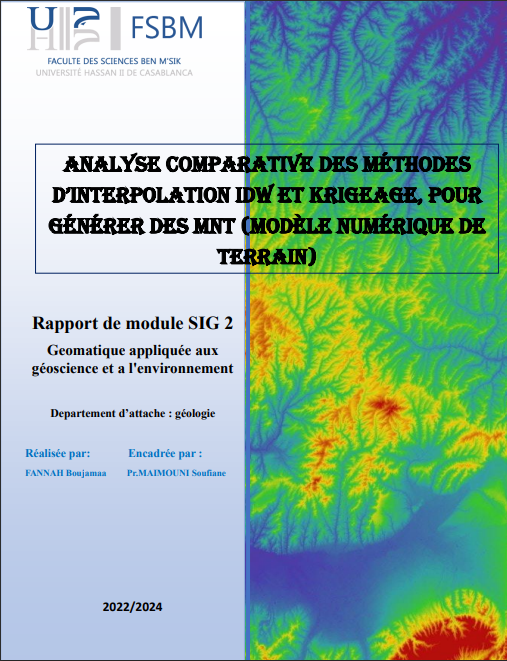 UH2C FSBM
FACULTE DES SCIENCES BEN M'SIK
UNIVERSITÉ HASSAN II DE CASABLANCA
ANALYSE COMPARATIVE DES MÉTHODES
D'INTERPOLATION IDW ET KRIGEAGE, POUR
GÉNÉRER DES MNT (MODÈLE NUMÉRIQUE DE
TERRAIN)
Rapport de module SIG 2
Geomatique appliquée aux
géoscience et a l'environnement
Departement d'attache : géologie
Réalisée par: Encadrée par :
FANNAH Boujamaa Pr.MAIMOUNI Soufiane
2022/2024